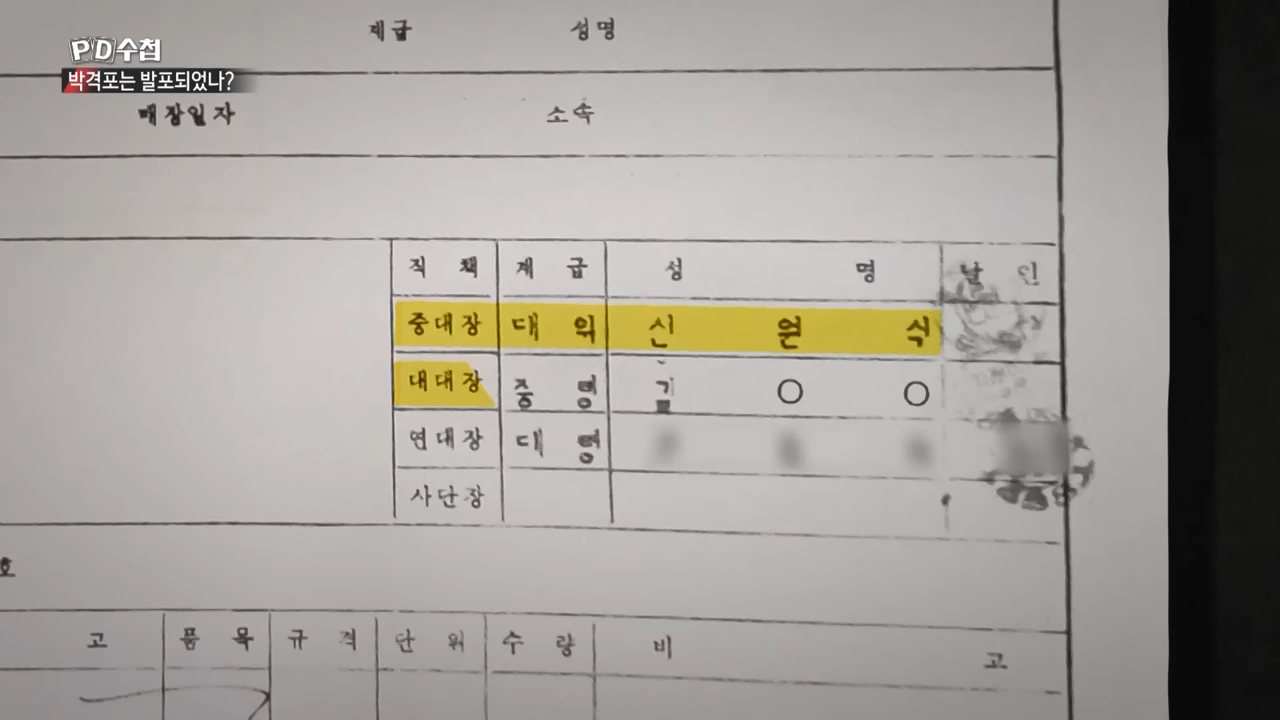 PD수첩
박격포는 발포되었나?
계급 성명
매장일자 소속
직 책 계 급 성 명 날 인
중대장 대 위 신 원 식
대대장 중 령 김 ○ ○
연대장 대 령
사단장
호
고 품 목 규 격 단 위 수 량 비 고